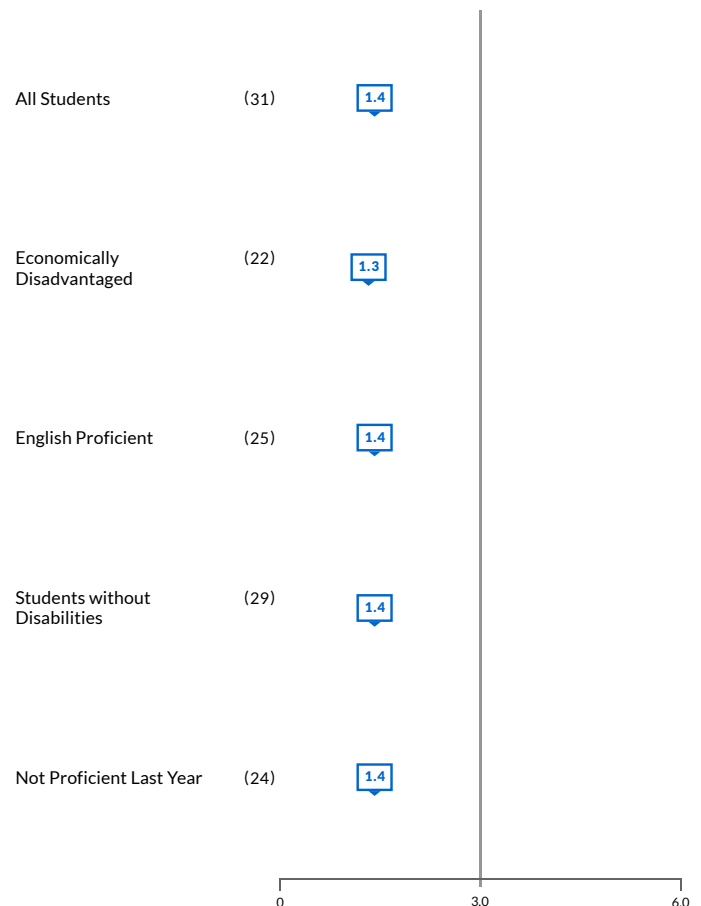 All Students (31) 1.4
Economically (22) 1.3
Disadvantaged
English Proficient (25) 1.4
Students without (29) 1.4
Disabilities
Not Proficient Last Year (24) 1.4
0 3.0 6.0